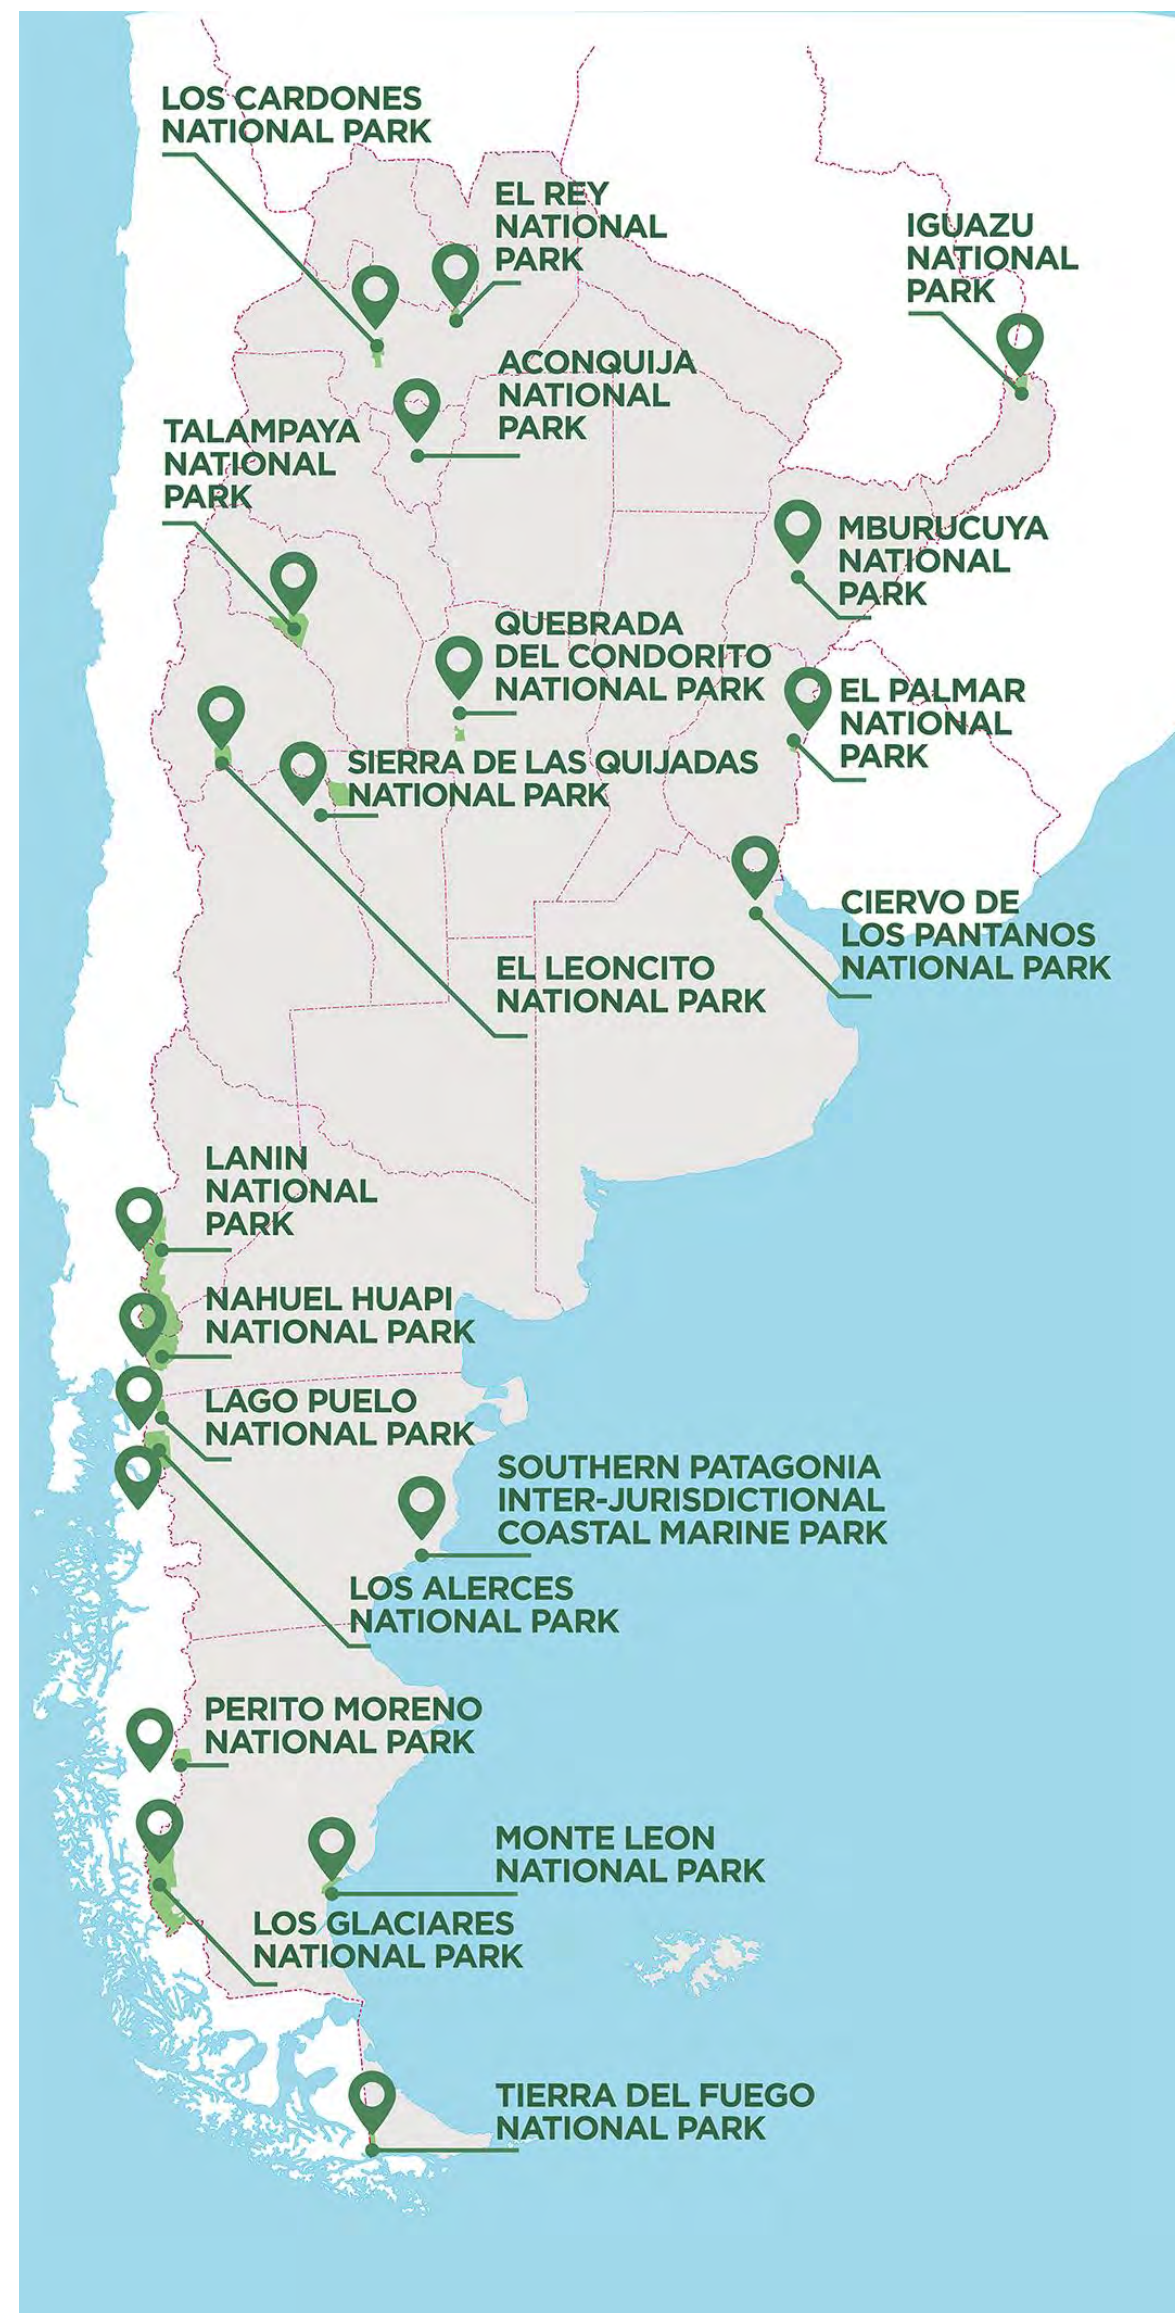 LOS CARDONES
NATIONAL PARK
EL REY
NATIONAL
PARK
IGUAZU
NATIONAL
PARK
ACONQUIJA
NATIONAL
PARK
TALAMPAYA
NATIONAL
PARK
MBURUCUYA
NATIONAL
PARK
QUEBRADA
DEL CONDORITO
NATIONAL PARK
EL PALMAR
NATIONAL
PARK
SIERRA DE LAS QUIJADAS
NATIONAL PARK
CIERVO DE
LOS PANTANOS
NATIONAL PARK
EL LEONCITO
NATIONAL PARK
LANIN
NATIONAL
PARK
NAHUEL HUAPI
NATIONAL PARK
LAGO PUELO
NATIONAL PARK
SOUTHERN PATAGONIA
INTER-JURISDICTIONAL
COASTAL MARINE PARK
LOS ALERCES
NATIONAL PARK
PERITO MORENO
NATIONAL PARK
MONTE LEON
NATIONAL PARK
LOS GLACIARES
NATIONAL PARK
TIERRA DEL FUEGO
NATIONAL PARK